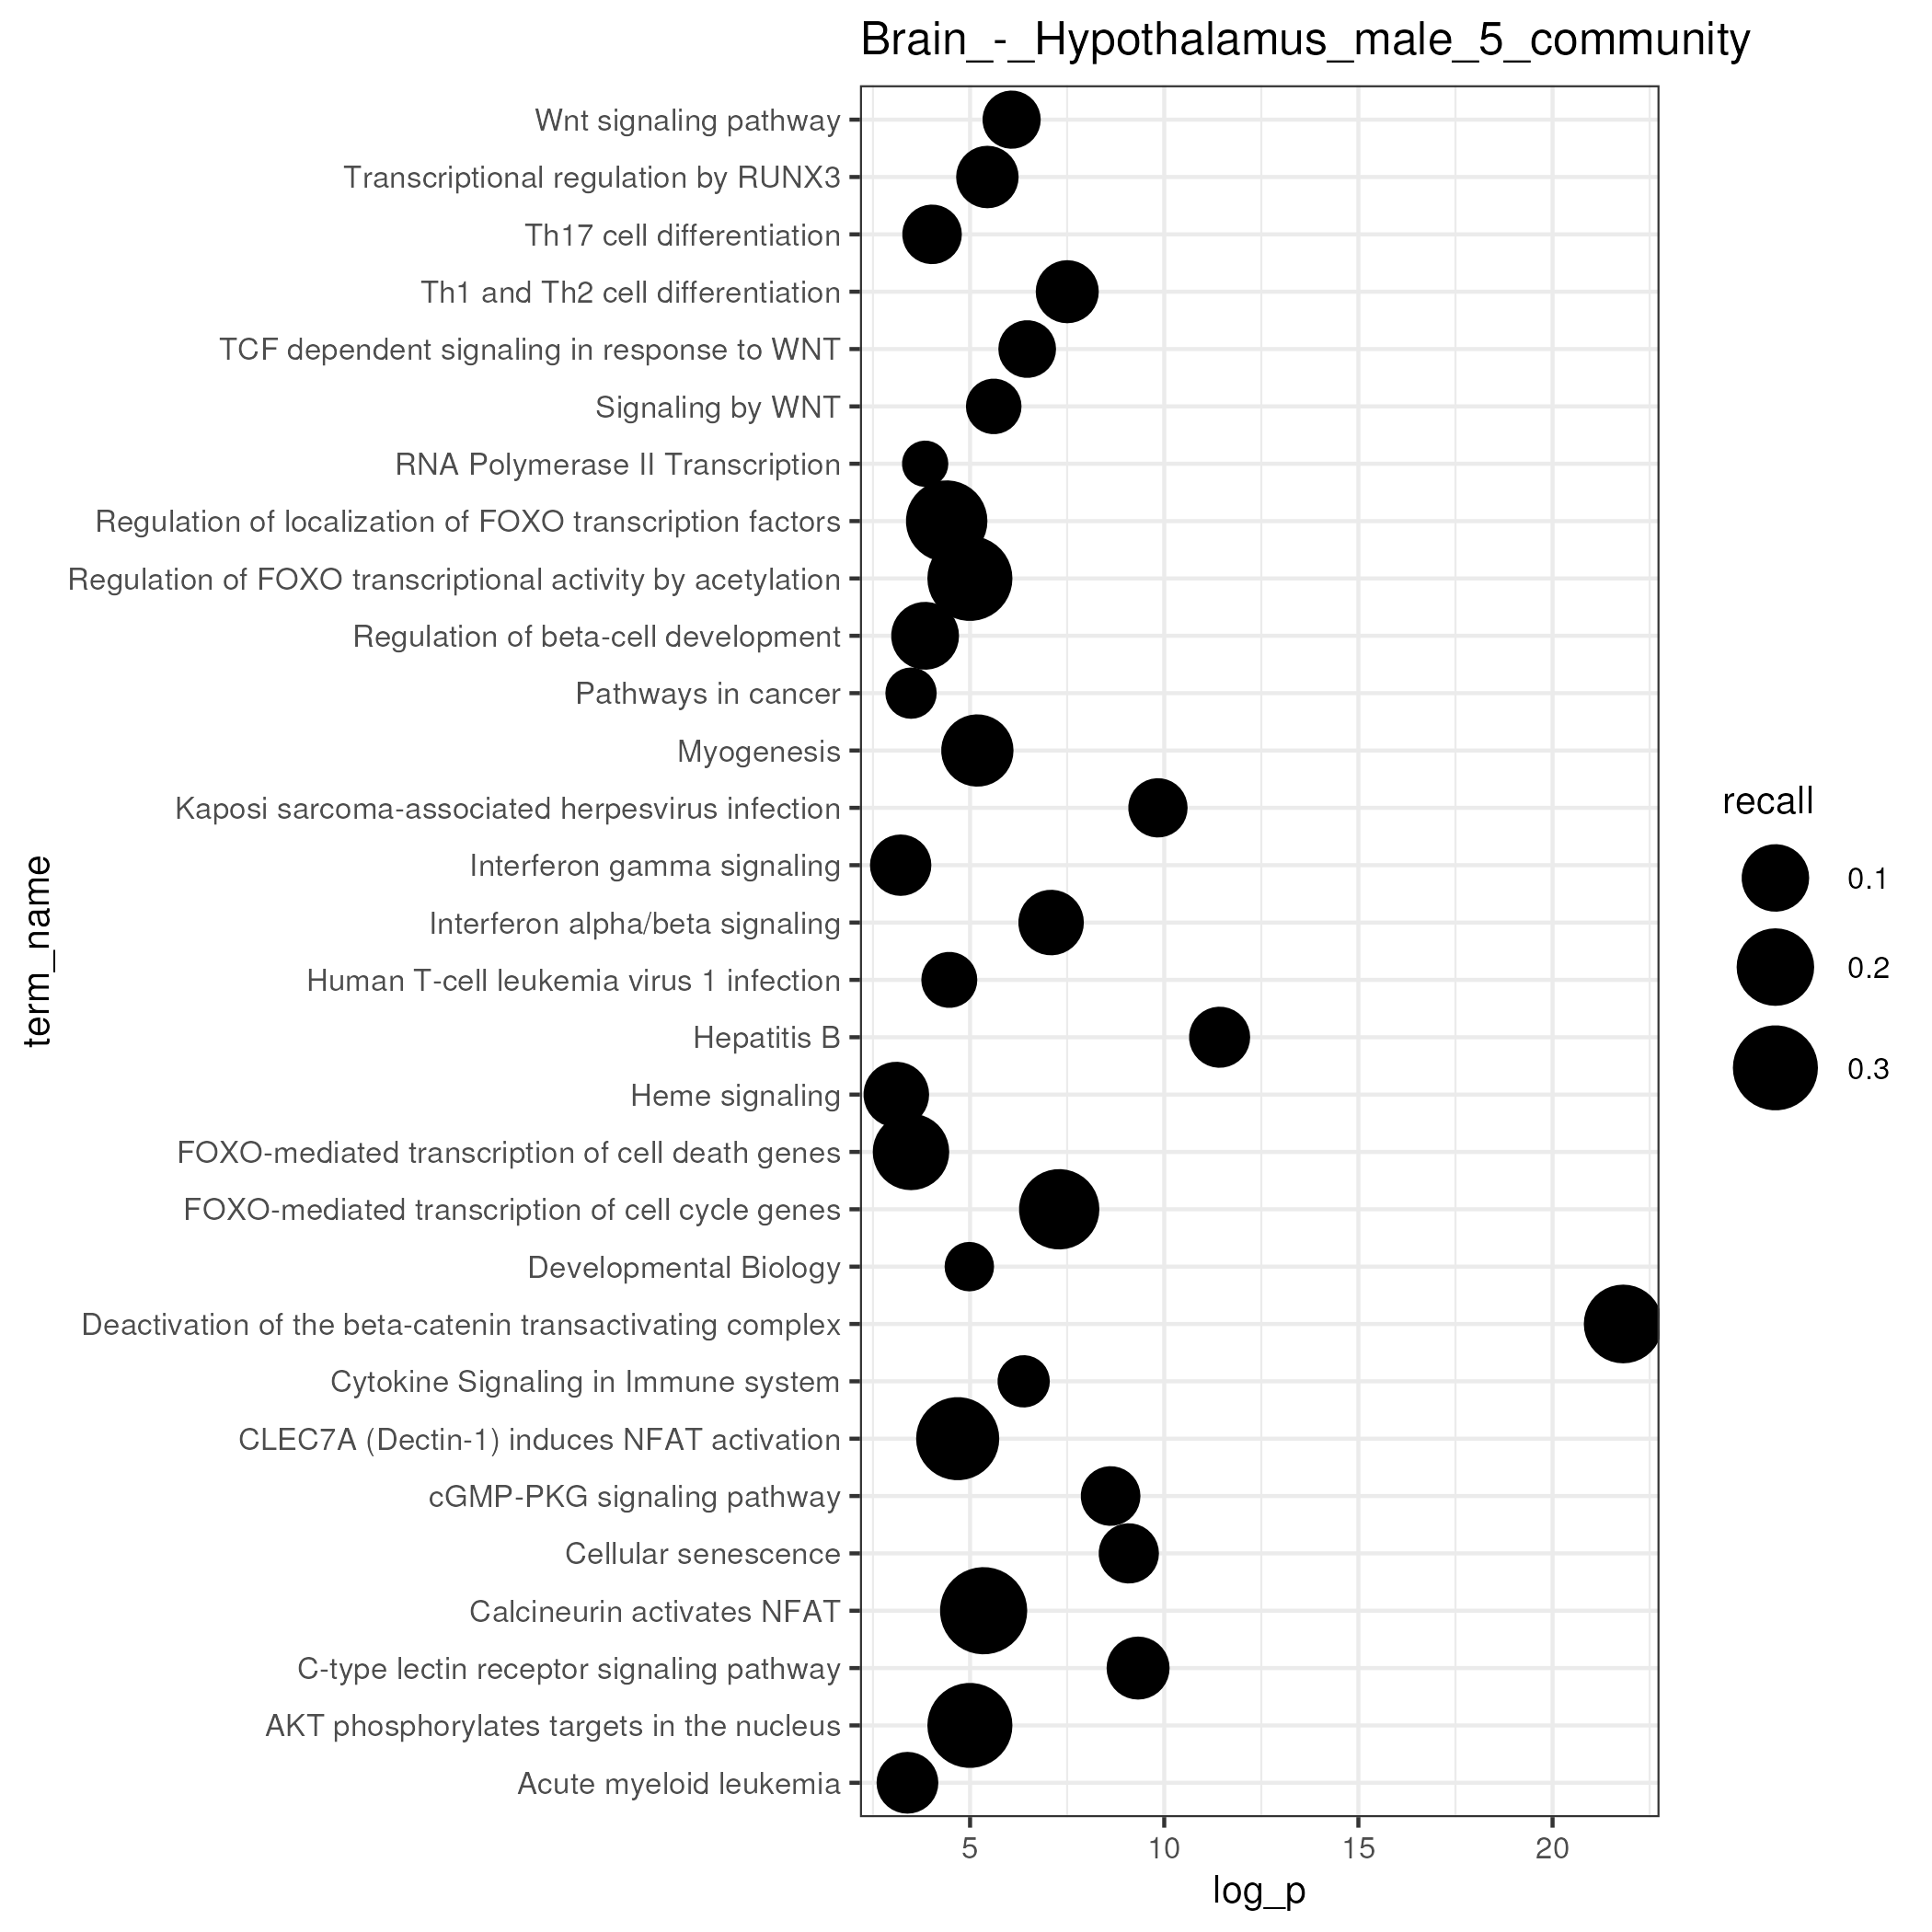 Brain_-_Hypothalamus_male_5_community
Wnt signaling pathway
Transcriptional regulation by RUNX3
Th17 cell differentiation
Th1 and Th2 cell differentiation
TCF dependent signaling in response to WNT
Signaling by WNT
RNA Polymerase II Transcription
Regulation of localization of FOXO transcription factors
Regulation of FOXO transcriptional activity by acetylation
Regulation of beta-cell development
Pathways in cancer
Myogenesis
Kaposi sarcoma-associated herpesvirus infection
Interferon gamma signaling
Interferon alpha/beta signaling
Human T-cell leukemia virus 1 infection
Hepatitis B
Heme signaling
FOXO-mediated transcription of cell death genes
FOXO-mediated transcription of cell cycle genes
Developmental Biology
Deactivation of the beta-catenin transactivating complex
Cytokine Signaling in Immune system
CLEC7A (Dectin-1) induces NFAT activation
cGMP-PKG signaling pathway
Cellular senescence
Calcineurin activates NFAT
C-type lectin receptor signaling pathway
AKT phosphorylates targets in the nucleus
Acute myeloid leukemia
term_name
5 10 15 20
log_p
recall
0.1
0.2
0.3